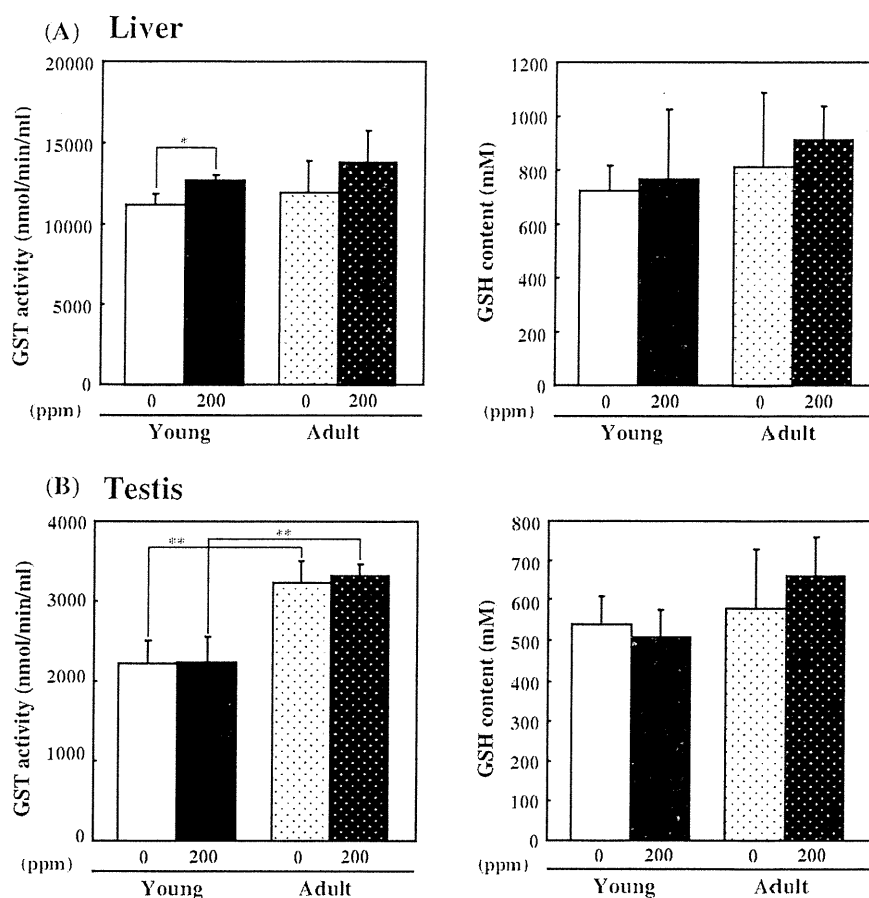 (A) Liver
GST activity (nmol/min/ml)
20000
15000
10000
5000
0
*
0 200 0 200
(ppm)
Young Adult
GSH content (mM)
1200
1000
800
600
400
200
0
0 200 0 200
(ppm)
Young Adult
(B) Testis
GST activity (nmol/min/ml)
4000
3000
2000
1000
0
** **
0 200 0 200
(ppm)
Young Adult
GSH content (mM)
800
700
600
500
400
300
200
100
0
0 200 0 200
(ppm)
Young Adult